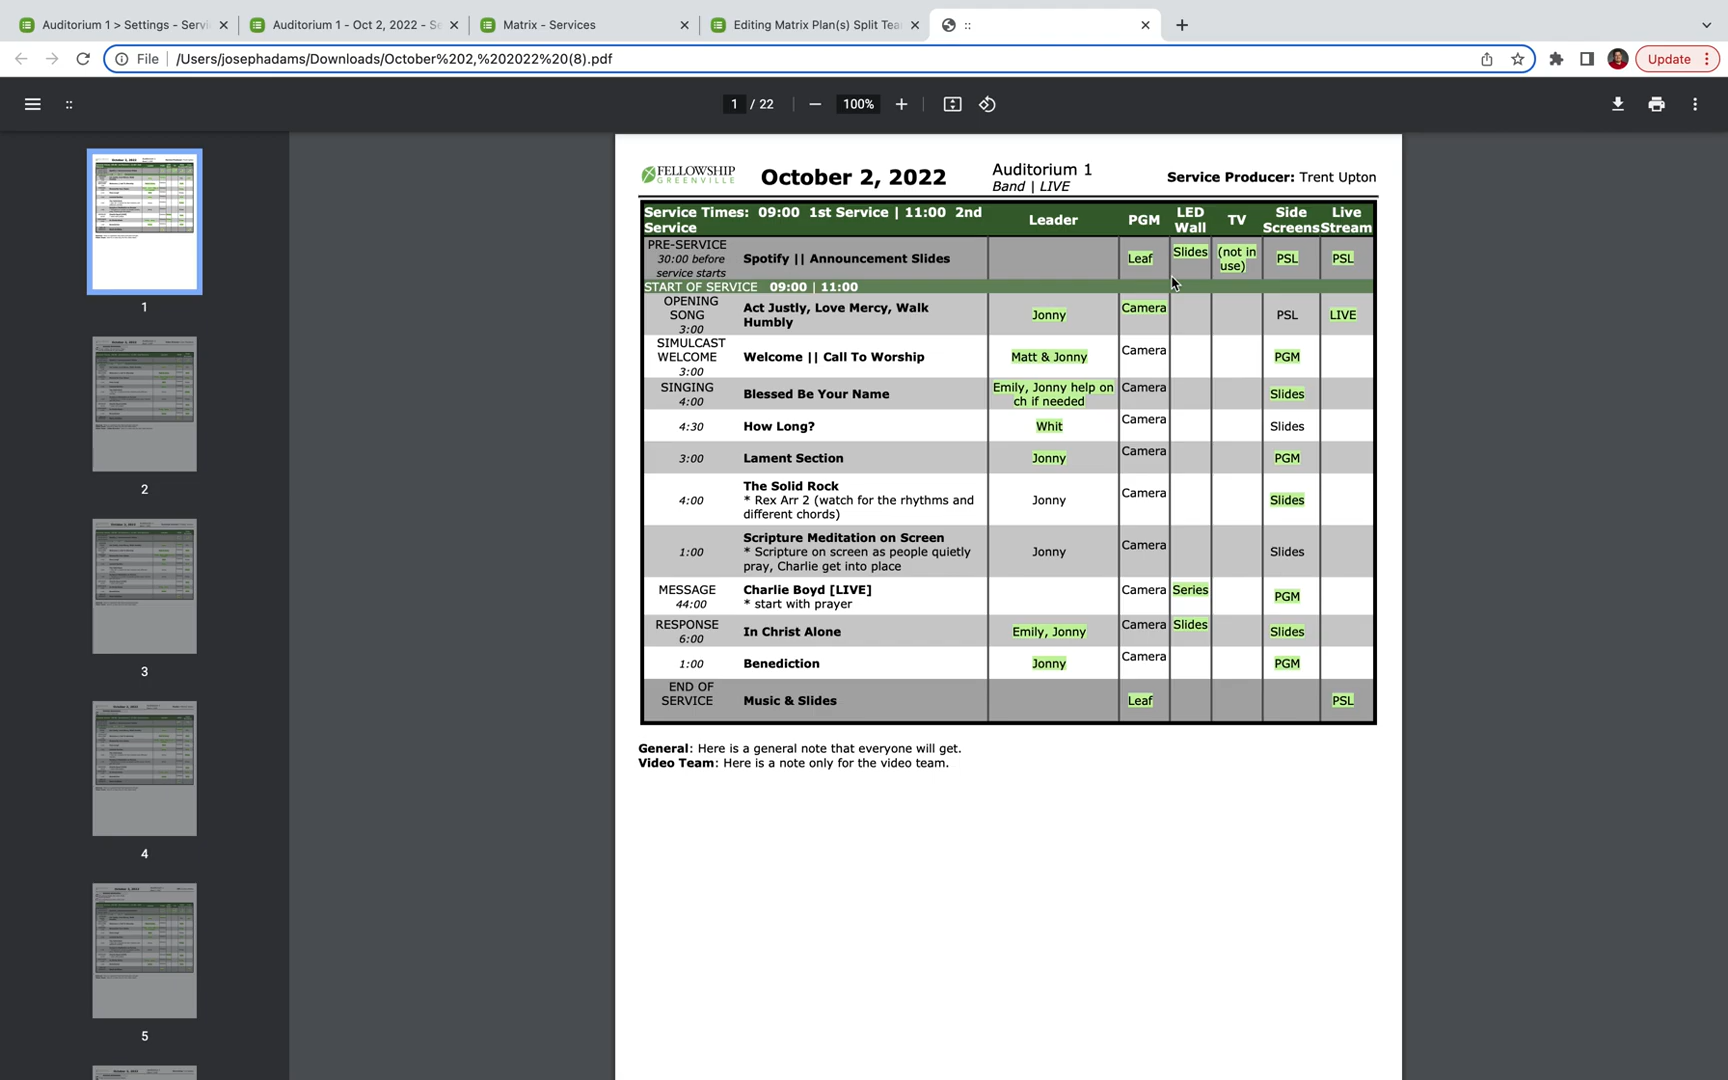 Auditorium 1 > Settings - Servi
Auditorium 1 - Oct 2, 2022 - Se
Matrix - Services
Editing Matrix Plan(s) Split Tea
::
File
/Users/josephadams/Downloads/October%202,%202022%20(8).pdf
Update
::
1 / 22
100%
1
2
3
4
5
FELLOWSHIP
GREENVILLE
October 2, 2022
Auditorium 1
Band | LIVE
Service Producer: Trent Upton
Service Times: 09:00 1st Service | 11:00 2nd
Service
Leader
PGM
LED
Wall
TV
Side
Screens
Live
Stream
PRE-SERVICE
30:00 before
service starts
Spotify || Announcement Slides
Leaf
Slides
(not in
use)
PSL
PSL
START OF SERVICE 09:00 | 11:00
OPENING
SONG
3:00
Act Justly, Love Mercy, Walk
Humbly
Jonny
Camera
PSL
LIVE
SIMULCAST
WELCOME
3:00
Welcome || Call To Worship
Matt & Jonny
Camera
PGM
SINGING
4:00
Blessed Be Your Name
Emily, Jonny help on
ch if needed
Camera
Slides
4:30
How Long?
Whit
Camera
Slides
3:00
Lament Section
Jonny
Camera
PGM
4:00
The Solid Rock
* Rex Arr 2 (watch for the rhythms and
different chords)
Jonny
Camera
Slides
1:00
Scripture Meditation on Screen
* Scripture on screen as people quietly
pray, Charlie get into place
Jonny
Camera
Slides
MESSAGE
44:00
Charlie Boyd [LIVE]
* start with prayer
Camera
Series
PGM
RESPONSE
6:00
In Christ Alone
Emily, Jonny
Camera
Slides
Slides
1:00
Benediction
Jonny
Camera
PGM
END OF
SERVICE
Music & Slides
Leaf
PSL
General: Here is a general note that everyone will get.
Video Team: Here is a note only for the video team.